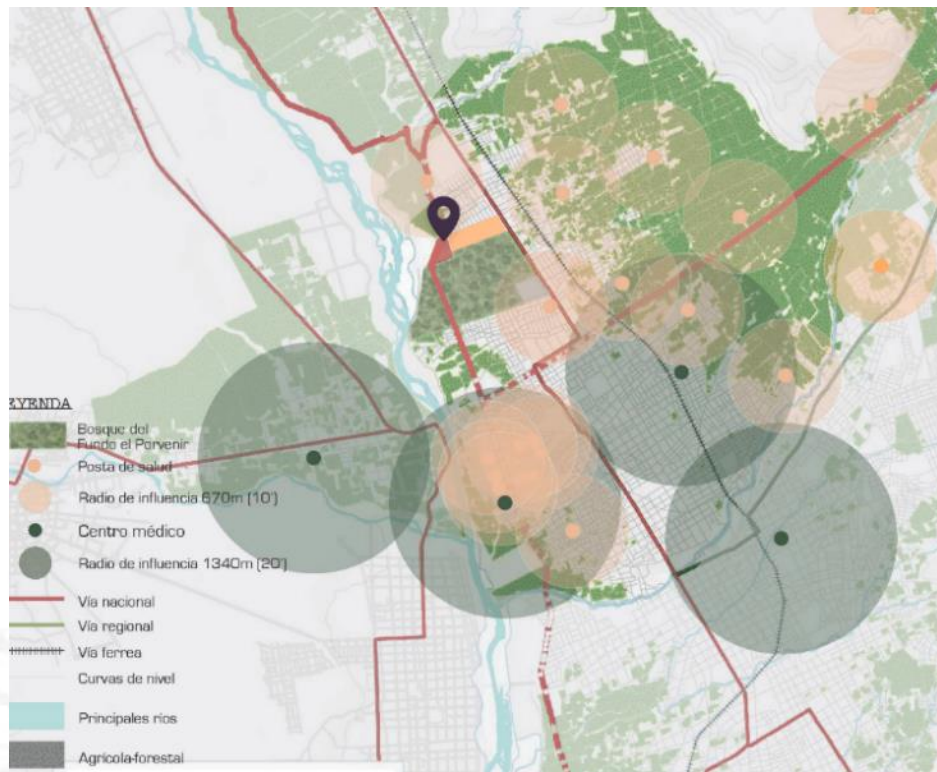 EYENDA
Bosque del
Fundo el Porvenir
Posta de salud
Radio de influencia 670m (10')
Centro médico
Radio de influencia 1340m (20')
Vía nacional
Vía regional
Vía ferrea
Curvas de nivel
Principales ríos
Agrícola-forestal